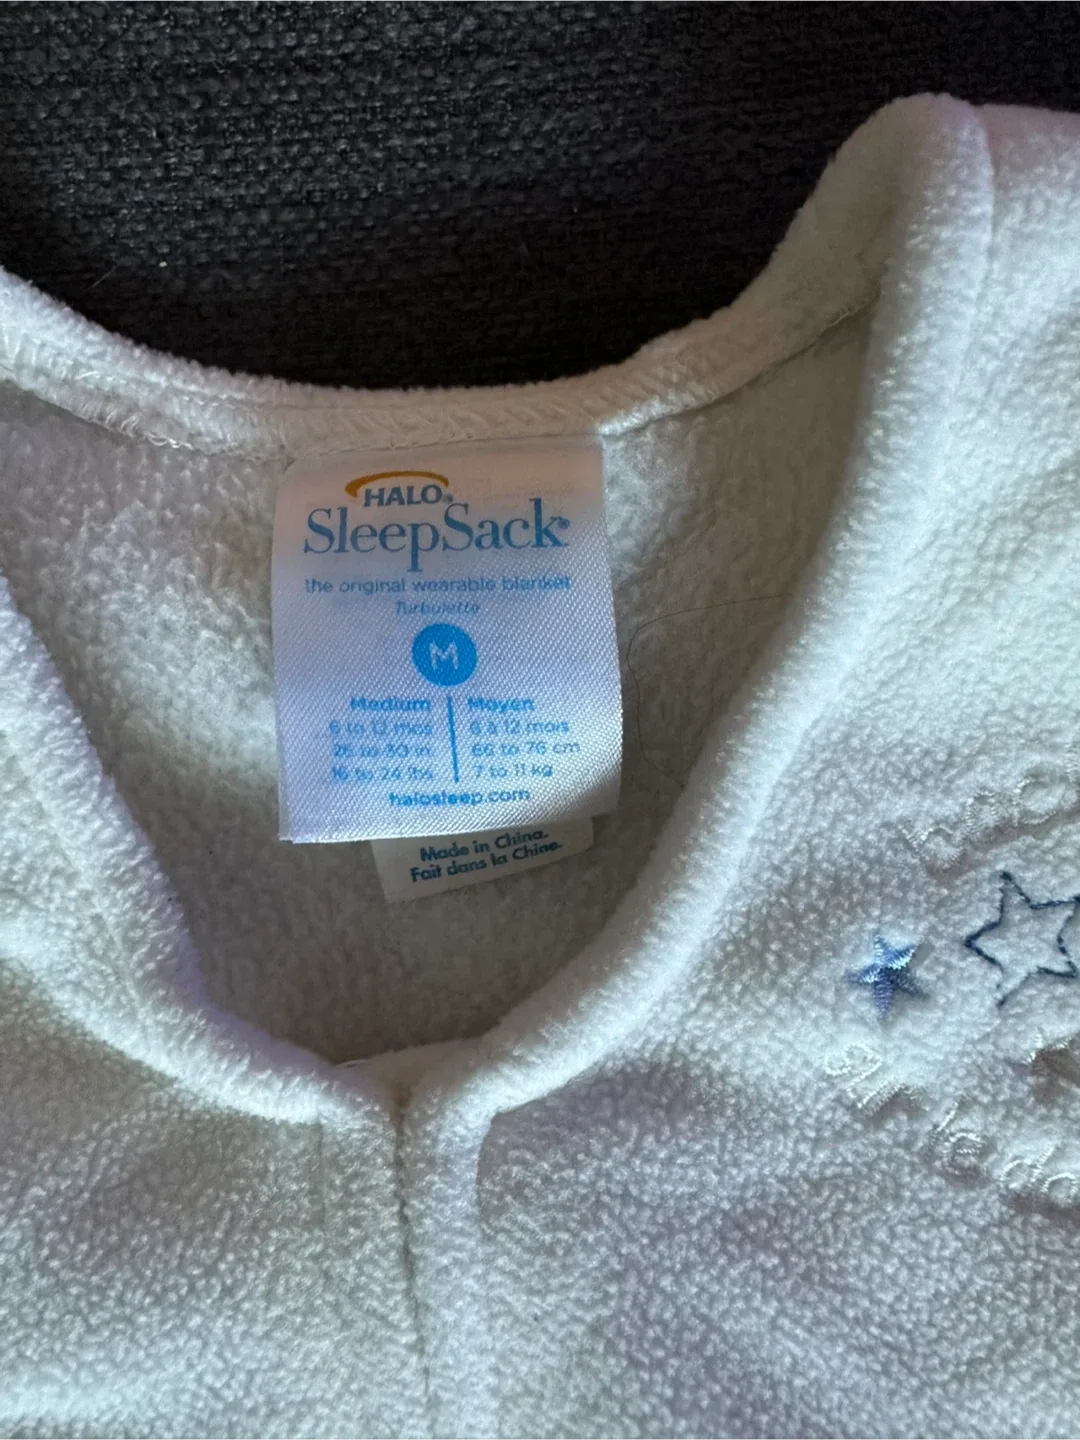 HALO®
SleepSack®
the original wearable blanket
Turbulette
M
Medium
6 to 12 mos
26 to 30 in.
16 to 24 lbs.
Moyen
6 à 12 mois
66 to 76 cm
7 to 11 kg
halosleep.com
Made in China.
Fait dans la Chine.